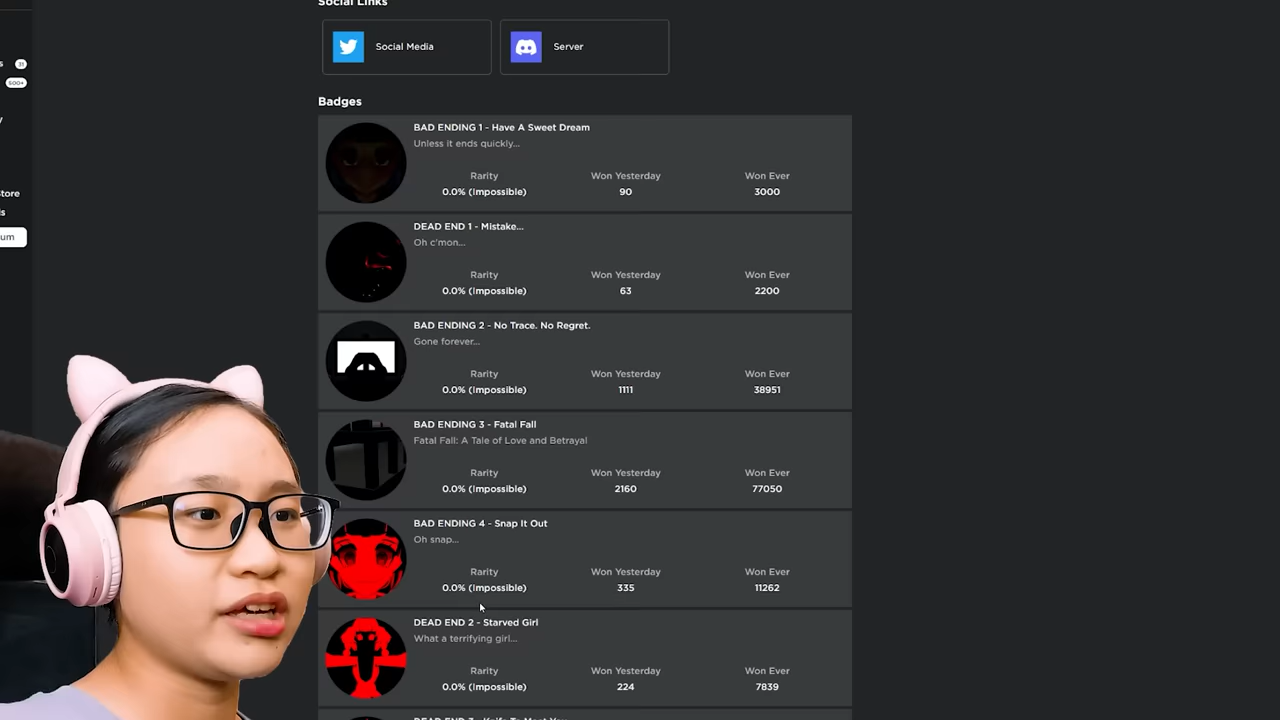 Social Links
Social Media
Server
s
31
500+
Badges
BAD ENDING 1 - Have A Sweet Dream
Unless it ends quickly...
Rarity Won Yesterday Won Ever
0.0% (Impossible) 90 3000
tore
s
um
DEAD END 1 - Mistake...
Oh c'mon...
Rarity Won Yesterday Won Ever
0.0% (Impossible) 63 2200
BAD ENDING 2 - No Trace. No Regret.
Gone forever...
Rarity Won Yesterday Won Ever
0.0% (Impossible) 1111 38951
BAD ENDING 3 - Fatal Fall
Fatal Fall: A Tale of Love and Betrayal
Rarity Won Yesterday Won Ever
0.0% (Impossible) 2160 77050
BAD ENDING 4 - Snap It Out
Oh snap...
Rarity Won Yesterday Won Ever
0.0% (Impossible) 335 11262
DEAD END 2 - Starved Girl
What a terrifying girl...
Rarity Won Yesterday Won Ever
0.0% (Impossible) 224 7839